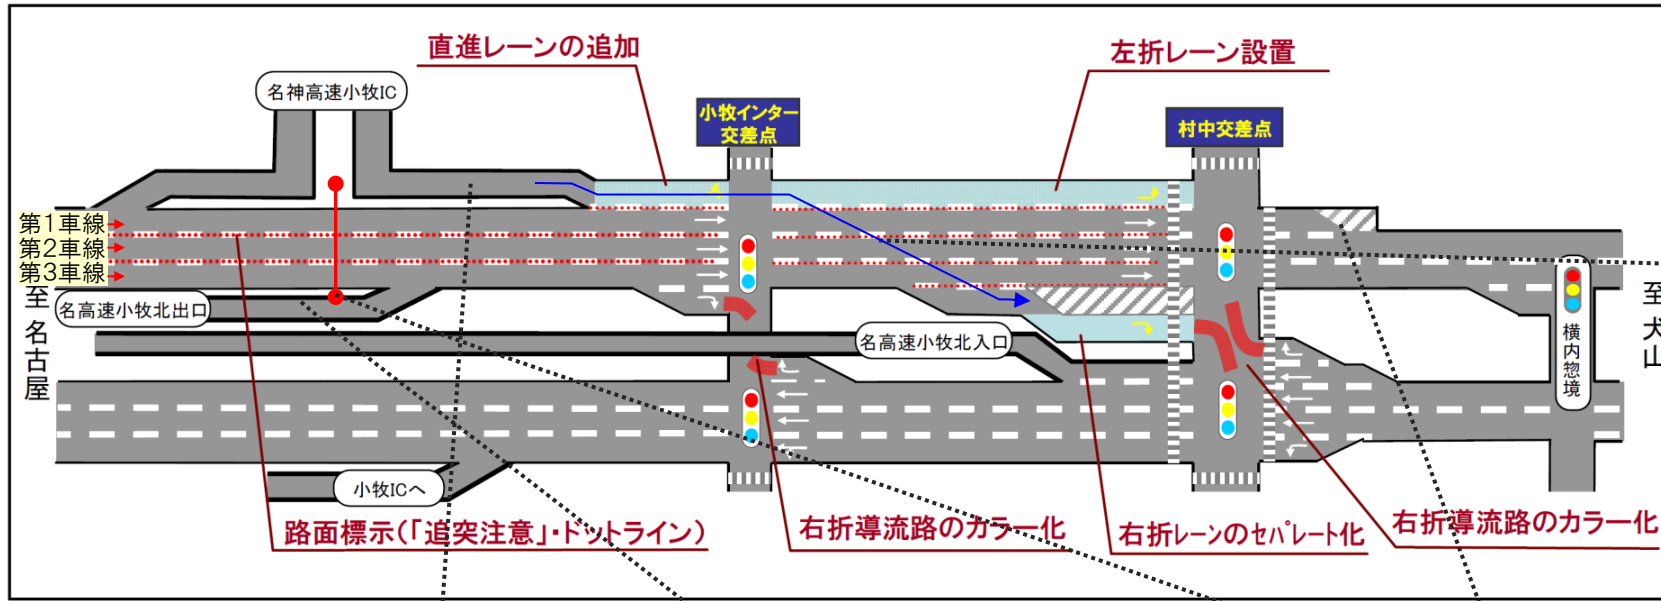 直進レーンの追加
左折レーン設置
名神高速小牧IC
小牧インター
交差点
村中交差点
第1車線
第2車線
第3車線
至名古屋
名高速小牧北出口
名高速小牧北入口
至犬山
横内惣境
小牧ICへ
路面標示(「追突注意」・ドットライン)
右折導流路のカラー化
右折レーンのセパレート化
右折導流路のカラー化